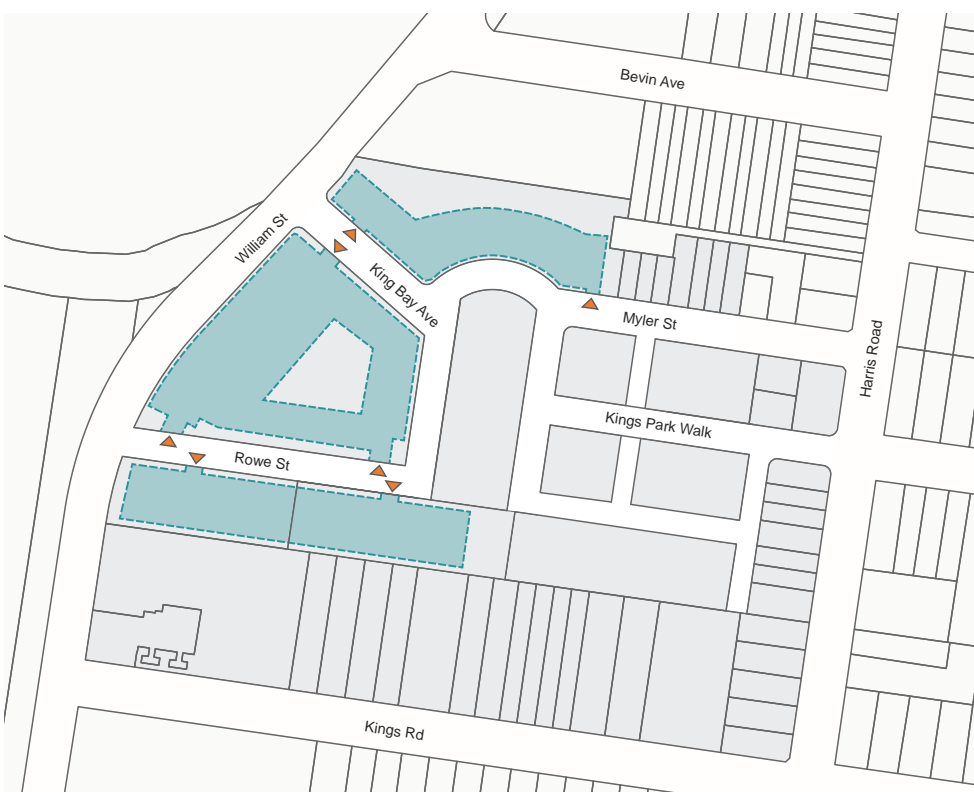 Bevin Ave
William St
King Bay Ave
Myler St
Harris Road
Kings Park Walk
Rowe St
Kings Rd